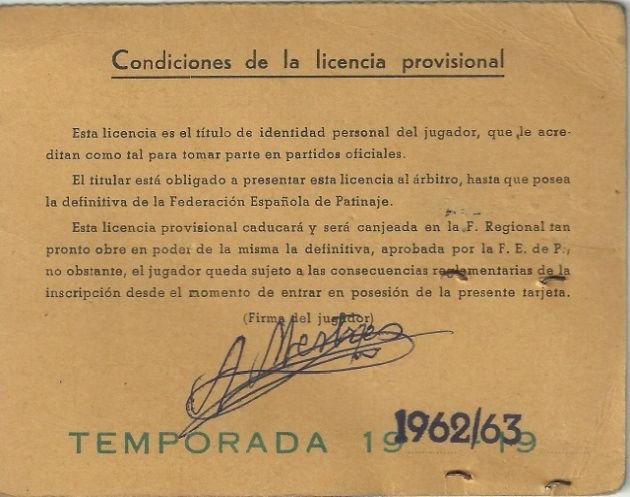 Condiciones de la licencia provisional
Esta licencia es el título de identidad personal del jugador, que le acre-
ditan como tal para tomar parte en partidos oficiales.
El titular está obligado a presentar esta licencia al árbitro, hasta que posea
la definitiva de la Federación Española de Patinaje.
Esta licencia provisional caducará y será canjeada en la F. Regional tan
pronto obre en poder de la misma la definitiva, aprobada por la F. E. de P.,
no obstante, el jugador queda sujeto a las consecuencias reglamentarias de la
inscripción desde el momento de entrar en posesión de la presente tarjeta.
(Firma del jugador)
TEMPORADA 19 1962/63 19